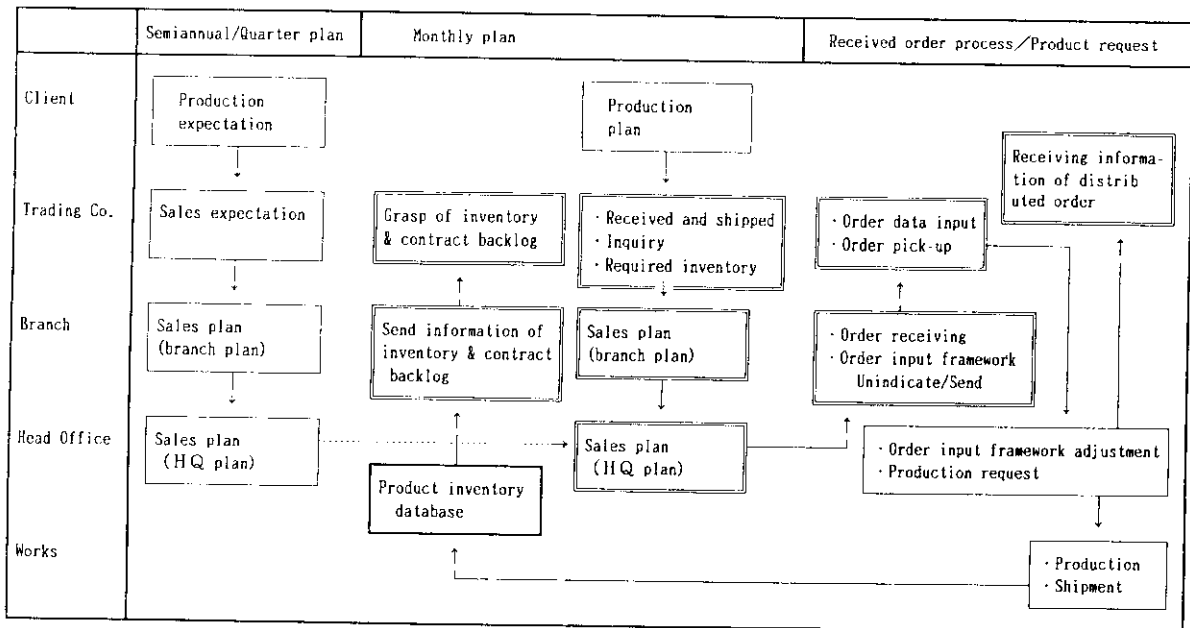 Semiannual/Quarter plan
Monthly plan
Received order process/Product request
Client
Production
expectation
Production
plan
Receiving informa-
tion of distrib
uted order
Trading Co.
Sales expectation
Grasp of inventory
& contract backlog
・Received and shipped
・Inquiry
・Required inventory
・Order data input
・Order pick-up
Branch
Sales plan
(branch plan)
Send information of
inventory & contract
backlog
Sales plan
(branch plan)
・Order receiving
・Order input framework
Unindicate/Send
Head Office
Sales plan
(HQ plan)
Sales plan
(HQ plan)
・Order input framework adjustment
・Production request
Product inventory
database
Works
・Production
・Shipment